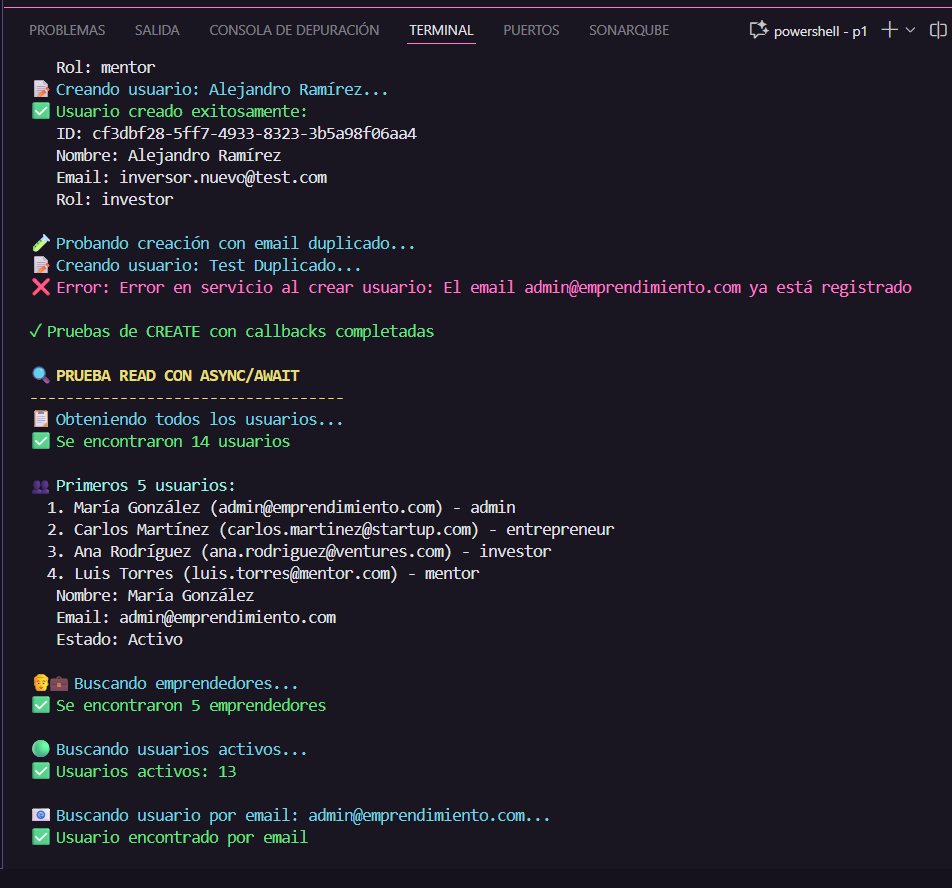 PROBLEMAS SALIDA CONSOLA DE DEPURACIÓN TERMINAL PUERTOS SONARQUBE powershell - p1
Rol: mentor
Creando usuario: Alejandro Ramírez...
Usuario creado exitosamente:
ID: cf3dbf28-5ff7-4933-8323-3b5a98f06aa4
Nombre: Alejandro Ramírez
Email: inversor.nuevo@test.com
Rol: investor
Probando creación con email duplicado...
Creando usuario: Test Duplicado...
Error: Error en servicio al crear usuario: El email admin@emprendimiento.com ya está registrado
✓ Pruebas de CREATE con callbacks completadas
PRUEBA READ CON ASYNC/AWAIT
-----------------------------------
Obteniendo todos los usuarios...
Se encontraron 14 usuarios
Primeros 5 usuarios:
1. María González (admin@emprendimiento.com) - admin
2. Carlos Martínez (carlos.martinez@startup.com) - entrepreneur
3. Ana Rodríguez (ana.rodriguez@ventures.com) - investor
4. Luis Torres (luis.torres@mentor.com) - mentor
Nombre: María González
Email: admin@emprendimiento.com
Estado: Activo
Buscando emprendedores...
Se encontraron 5 emprendedores
Buscando usuarios activos...
Usuarios activos: 13
Buscando usuario por email: admin@emprendimiento.com...
Usuario encontrado por email